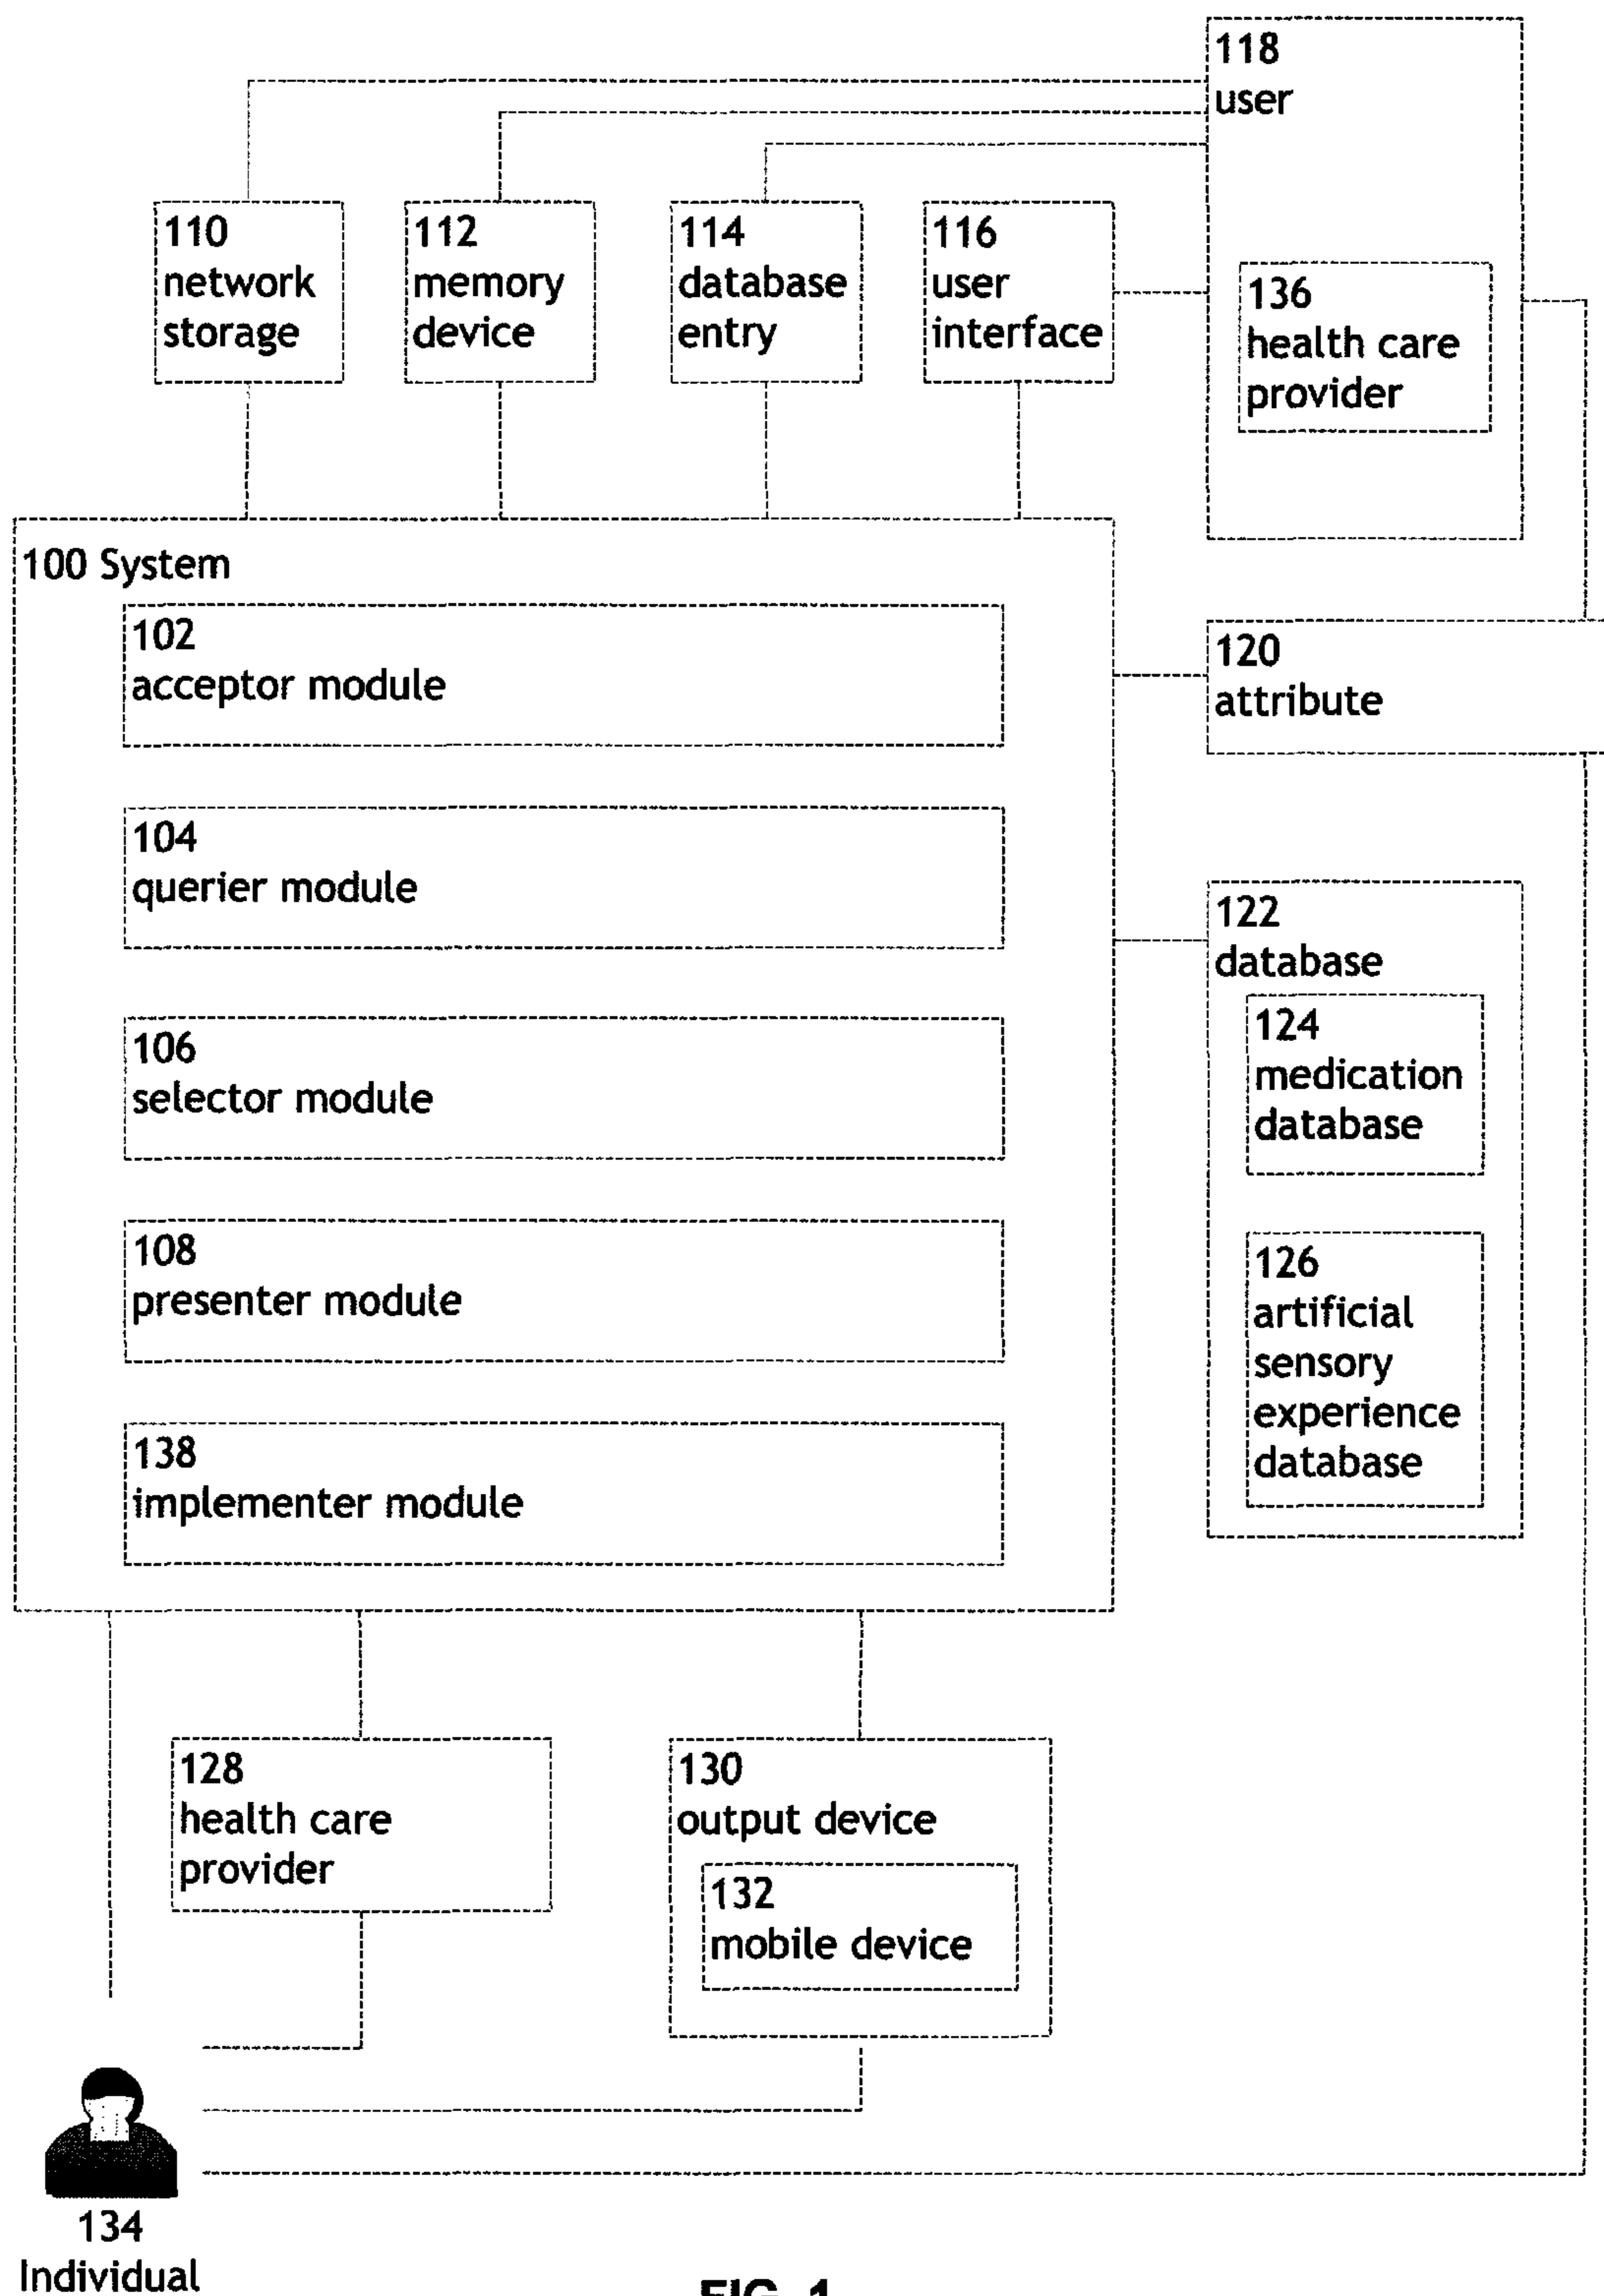 118
user
110
network
storage
112
memory
device
114
database
entry
116
user
interface
136
health care
provider
100 System
102
acceptor module
120
attribute
104
querier module
122
database
124
medication
database
106
selector module
108
presenter module
126
artificial
sensory
experience
database
138
implementer module
128
health care
provider
130
output device
132
mobile device
134
Individual
FIG. 1